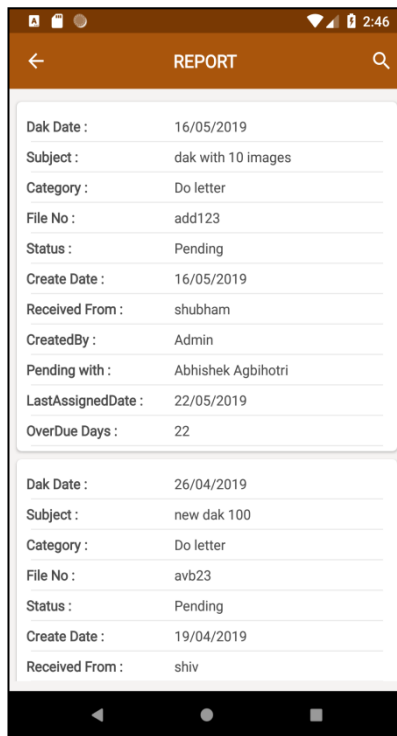 A 2:46
REPORT
Dak Date : 16/05/2019
Subject : dak with 10 images
Category : Do letter
File No : add123
Status : Pending
Create Date : 16/05/2019
Received From : shubham
CreatedBy : Admin
Pending with : Abhishek Agbihotri
LastAssignedDate : 22/05/2019
OverDue Days : 22
Dak Date : 26/04/2019
Subject : new dak 100
Category : Do letter
File No : avb23
Status : Pending
Create Date : 19/04/2019
Received From : shiv